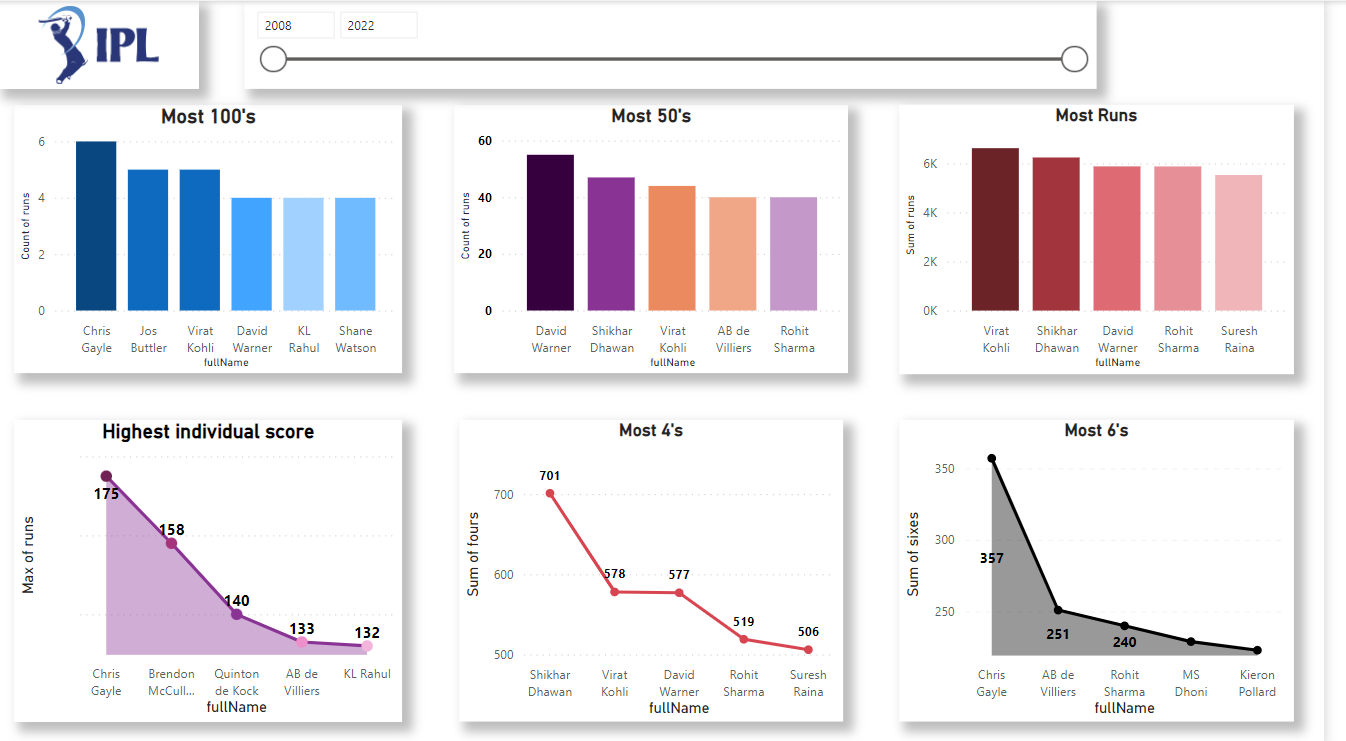 IPL
2008 2022
Most 100's
Count of runs
6
4
2
0
Chris Gayle
Jos Buttler
Virat Kohli
David Warner
KL Rahul
Shane Watson
fullName
Most 50's
Count of runs
60
40
20
0
David Warner
Shikhar Dhawan
Virat Kohli
AB de Villiers
Rohit Sharma
fullName
Most Runs
Sum of runs
6K
4K
2K
0K
Virat Kohli
Shikhar Dhawan
David Warner
Rohit Sharma
Suresh Raina
fullName
Highest individual score
Max of runs
175
158
140
133
132
Chris Gayle
Brendon McCull...
Quinton de Kock
AB de Villiers
KL Rahul
fullName
Most 4's
Sum of fours
700
600
500
701
578
577
519
506
Shikhar Dhawan
Virat Kohli
David Warner
Rohit Sharma
Suresh Raina
fullName
Most 6's
Sum of sixes
350
300
250
357
251
240
Chris Gayle
AB de Villiers
Rohit Sharma
MS Dhoni
Kieron Pollard
fullName